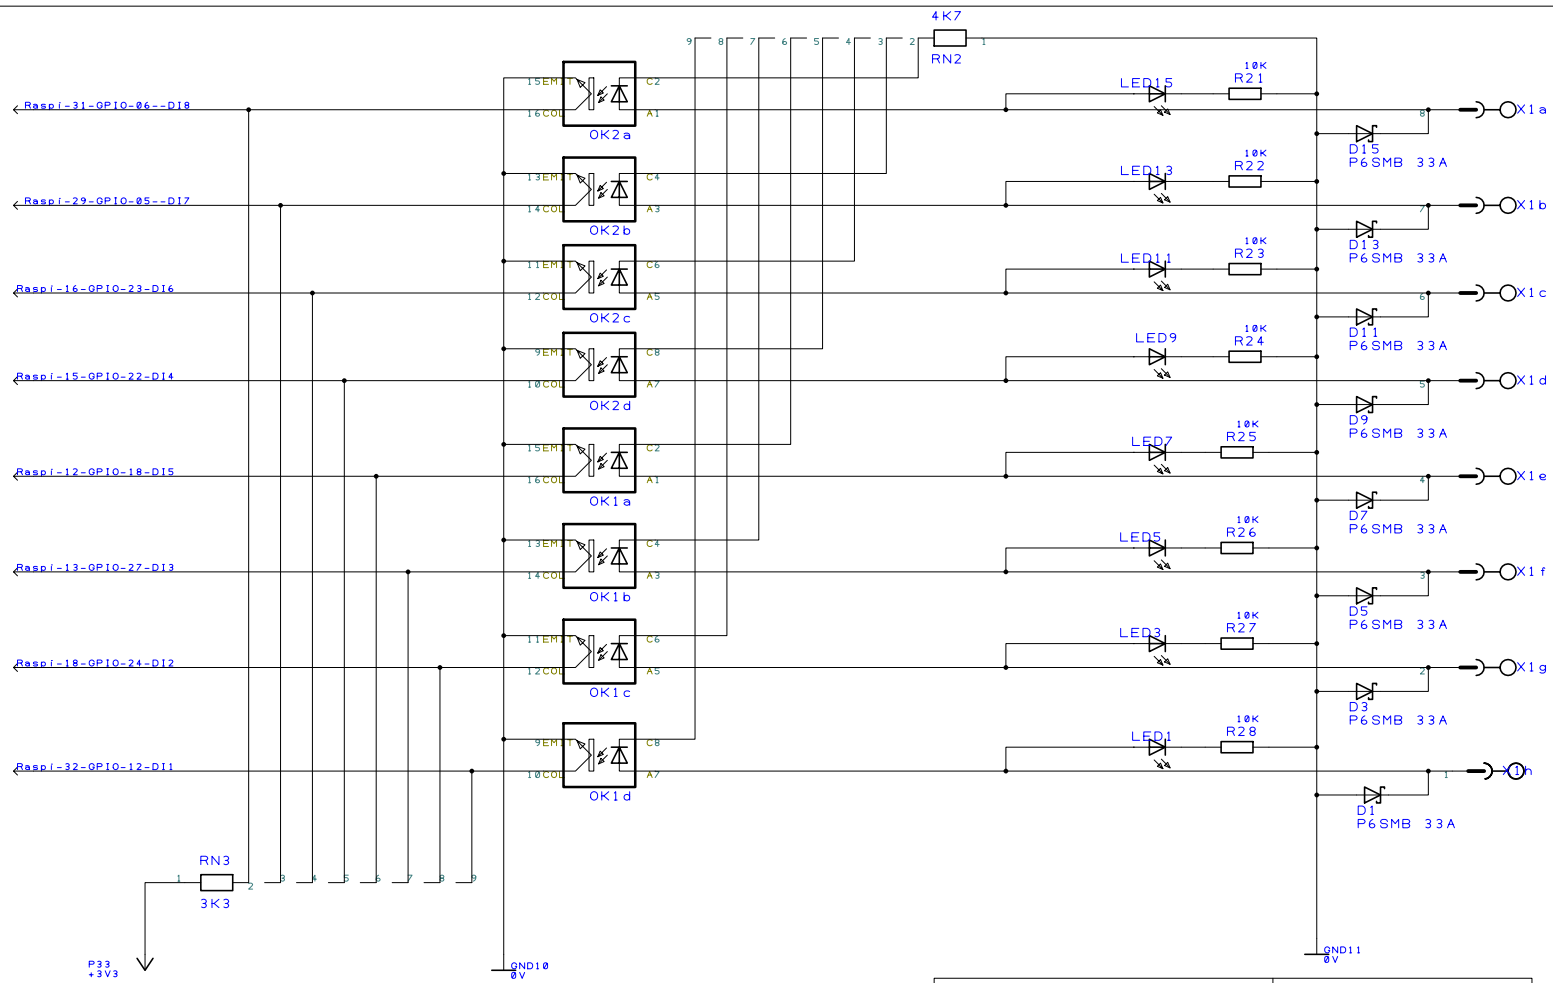 4K7
9 8 7 6 5 4 3 2 1
RN2
15EMIT C2
16COL A1
OK2a
Raspi-31-GPIO-06--DI8
LED15
10K
R21
8
X1a
D15
P6SMB 33A
13EMIT C4
14COL A3
OK2b
Raspi-29-GPIO-05--DI7
LED13
10K
R22
7
X1b
D13
P6SMB 33A
11EMIT C6
12COL A5
OK2c
Raspi-16-GPIO-23-DI6
LED11
10K
R23
6
X1c
D11
P6SMB 33A
9EMIT C8
10COL A7
OK2d
Raspi-15-GPIO-22-DI4
LED9
10K
R24
5
X1d
D9
P6SMB 33A
15EMIT C2
16COL A1
OK1a
Raspi-12-GPIO-18-DI5
LED7
10K
R25
4
X1e
D7
P6SMB 33A
13EMIT C4
14COL A3
OK1b
Raspi-13-GPIO-27-DI3
LED5
10K
R26
3
X1f
D5
P6SMB 33A
11EMIT C6
12COL A5
OK1c
Raspi-18-GPIO-24-DI2
LED3
10K
R27
2
X1g
D3
P6SMB 33A
9EMIT C8
10COL A7
OK1d
Raspi-32-GPIO-12-DI1
LED1
10K
R28
1
X1h
D1
P6SMB 33A
RN3
1 2 3 4 5 6 7 8 9
3K3
P33
+3V3
GND10
0V
GND11
0V